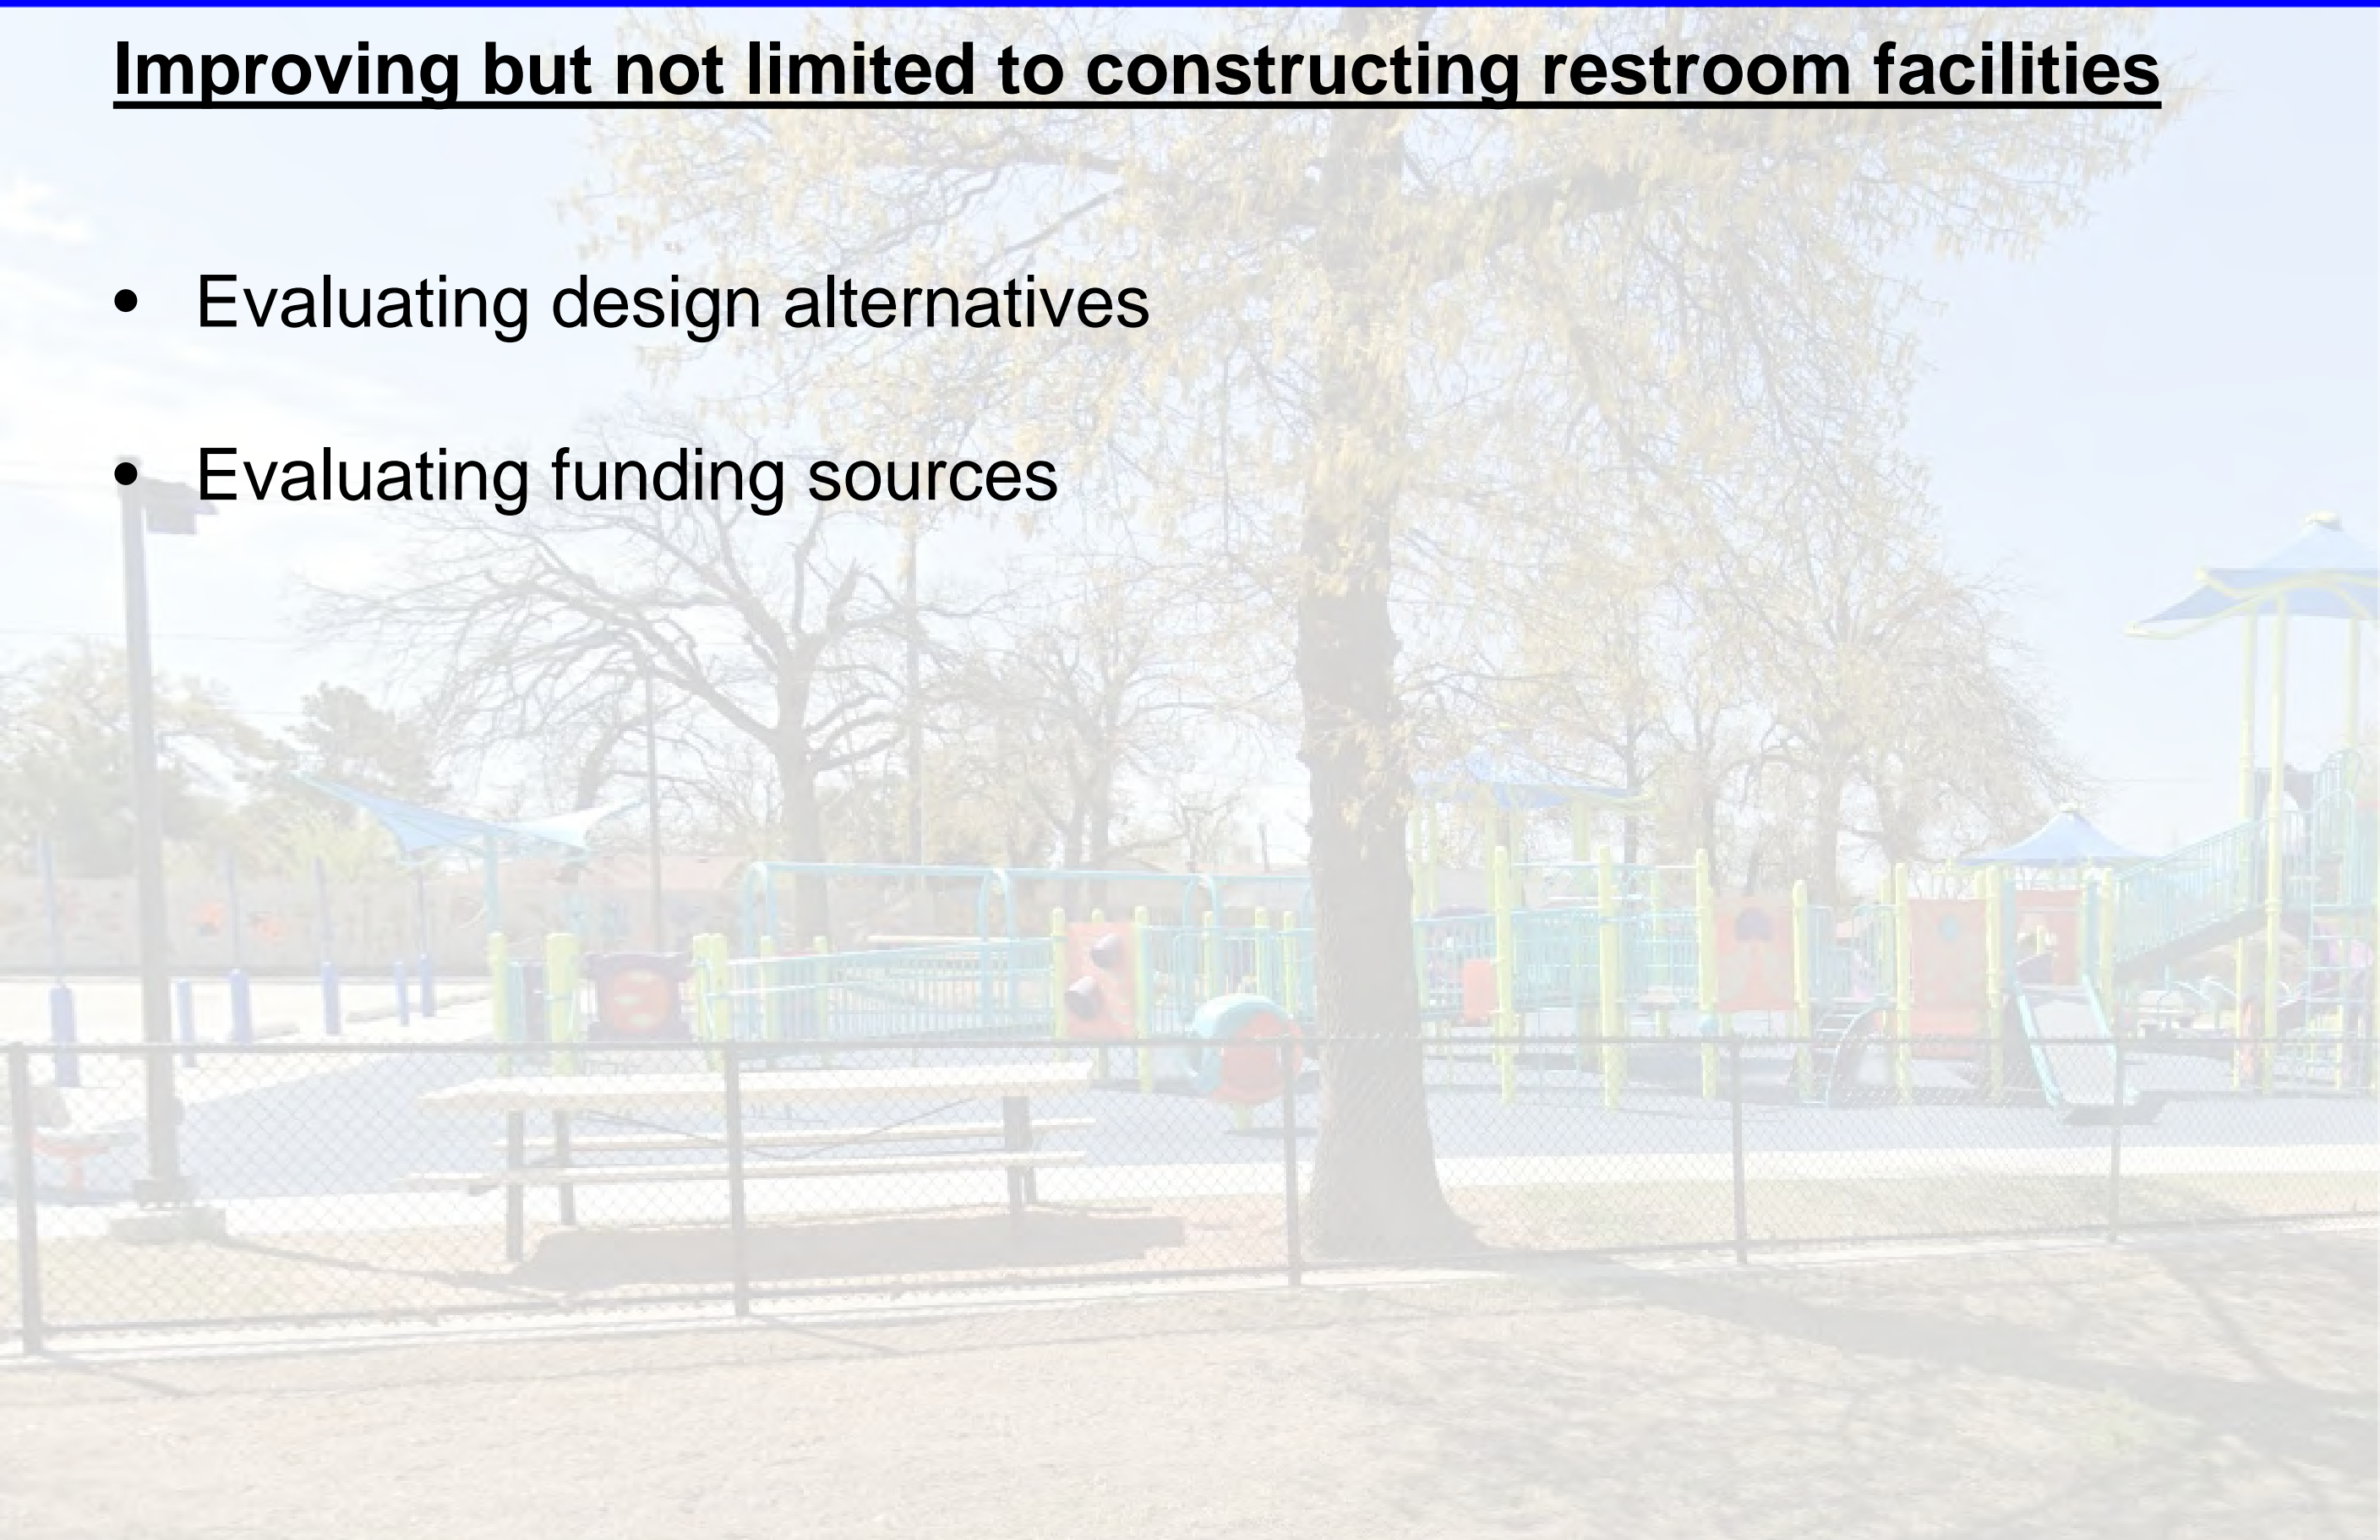 Improving but not limited to constructing restroom facilities
• Evaluating design alternatives
• Evaluating funding sources